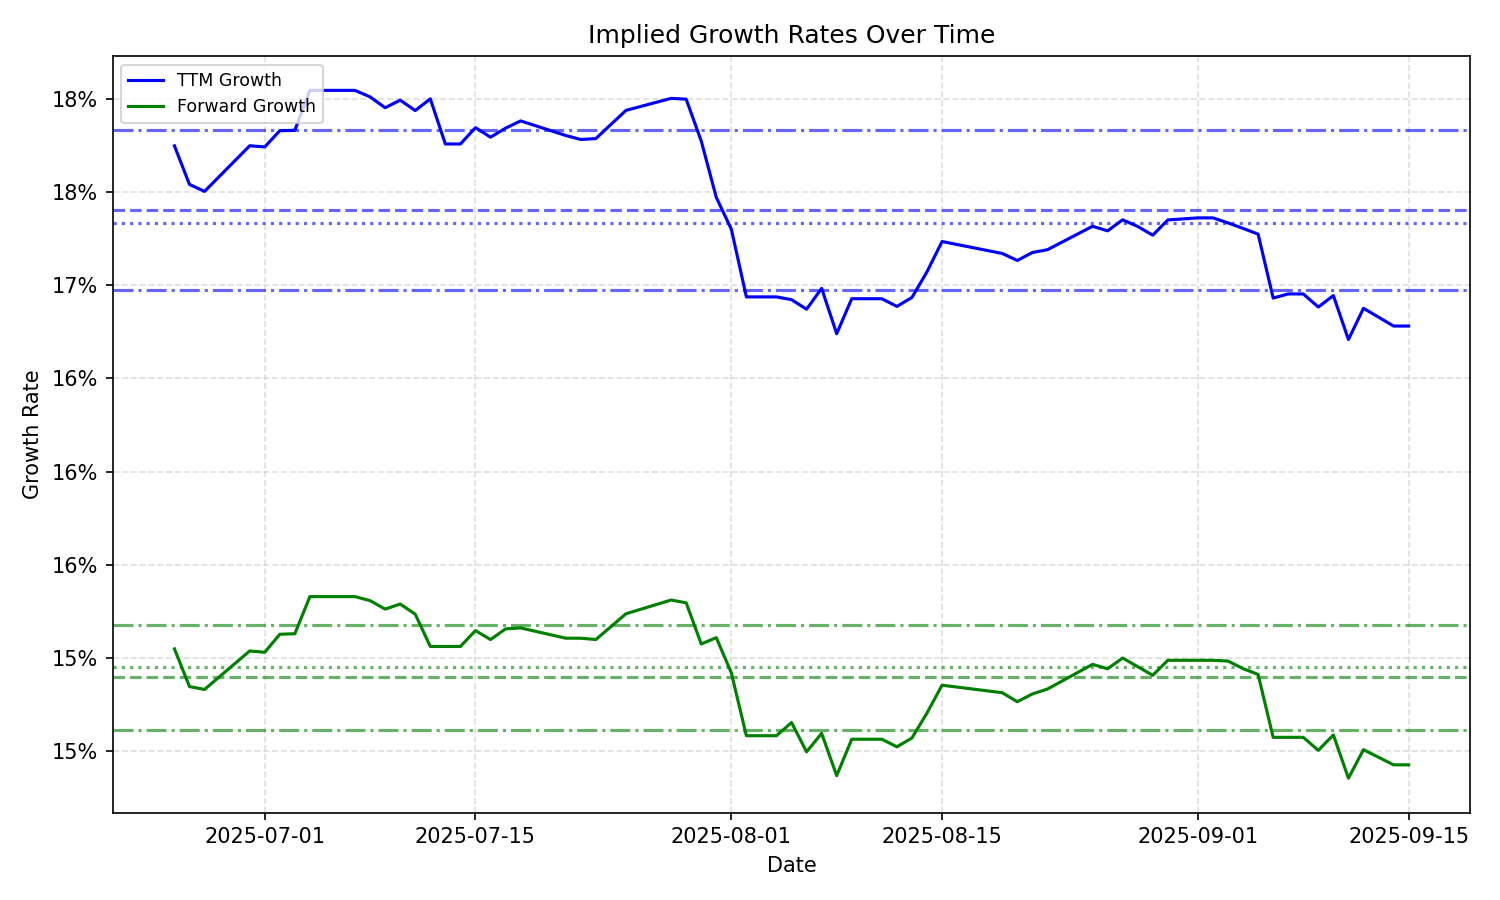 Implied Growth Rates Over Time
TTM Growth
Forward Growth
18%
18%
17%
16%
16%
16%
15%
15%
Growth Rate
2025-07-01
2025-07-15
2025-08-01
2025-08-15
2025-09-01
2025-09-15
Date